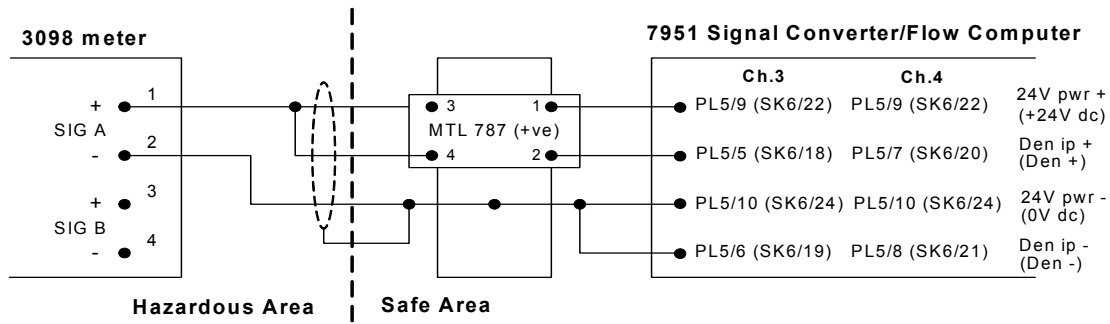 3098 meter
7951 Signal Converter/Flow Computer
Ch.3 Ch.4
+ 1
SIG A
- 2
+ 3
SIG B
- 4
3 1
MTL 787 (+ve)
4 2
PL5/9 (SK6/22) PL5/9 (SK6/22) 24V pwr +
(+24V dc)
PL5/5 (SK6/18) PL5/7 (SK6/20) Den ip +
(Den +)
PL5/10 (SK6/24) PL5/10 (SK6/24) 24V pwr -
(0V dc)
PL5/6 (SK6/19) PL5/8 (SK6/21) Den ip -
(Den -)
Hazardous Area Safe Area